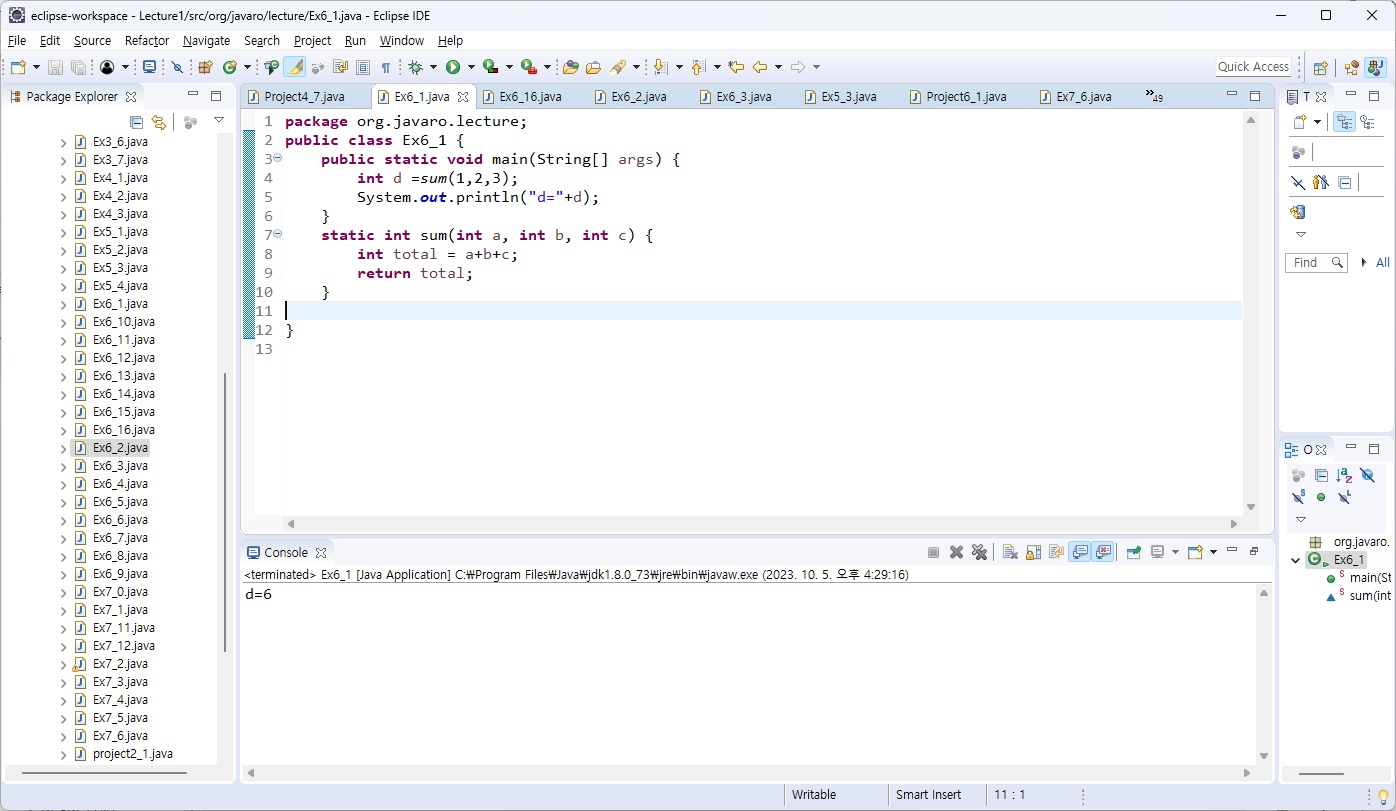 eclipse-workspace - Lecture1/src/org/javaro/lecture/Ex6_1.java - Eclipse IDE
File Edit Source Refactor Navigate Search Project Run Window Help
Quick Access
Package Explorer
Ex3_6.java
Ex3_7.java
Ex4_1.java
Ex4_2.java
Ex4_3.java
Ex5_1.java
Ex5_2.java
Ex5_3.java
Ex5_4.java
Ex6_1.java
Ex6_10.java
Ex6_11.java
Ex6_12.java
Ex6_13.java
Ex6_14.java
Ex6_15.java
Ex6_16.java
Ex6_2.java
Ex6_3.java
Ex6_4.java
Ex6_5.java
Ex6_6.java
Ex6_7.java
Ex6_8.java
Ex6_9.java
Ex7_0.java
Ex7_1.java
Ex7_11.java
Ex7_12.java
Ex7_2.java
Ex7_3.java
Ex7_4.java
Ex7_5.java
Ex7_6.java
project2_1.java
Project4_7.java Ex6_1.java Ex6_16.java Ex6_2.java Ex6_3.java Ex5_3.java Project6_1.java Ex7_6.java »49
1 package org.javaro.lecture;
2 public class Ex6_1 {
3 public static void main(String[] args) {
4 int d =sum(1,2,3);
5 System.out.println("d="+d);
6 }
7 static int sum(int a, int b, int c) {
8 int total = a+b+c;
9 return total;
10 }
11
12 }
13
Console
<terminated> Ex6_1 [Java Application] C:₩Program Files₩Java₩jdk1.8.0_73₩jre₩bin₩javaw.exe (2023. 10. 5. 오후 4:29:16)
d=6
T
Find All
O
org.javaro.
Ex6_1
main(St
sum(int
Writable Smart Insert 11 : 1